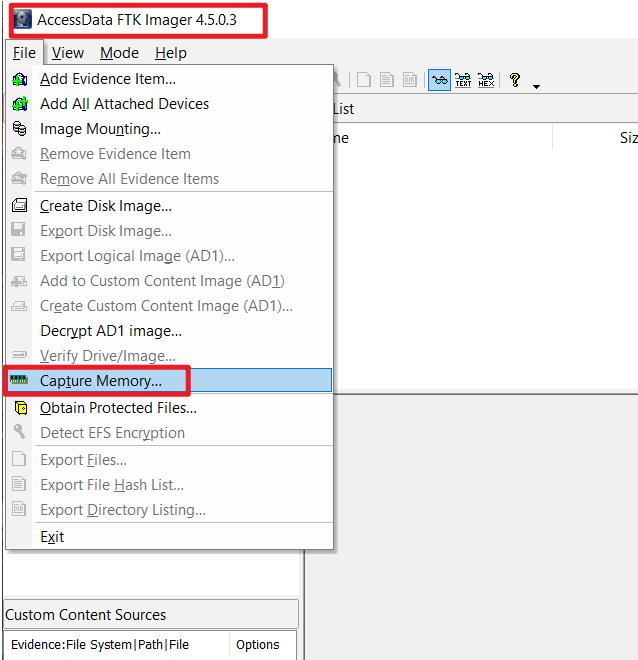 AccessData FTK Imager 4.5.0.3
File View Mode Help
Add Evidence Item...
Add All Attached Devices
Image Mounting...
Remove Evidence Item
Remove All Evidence Items
Create Disk Image...
Export Disk Image...
Export Logical Image (AD1)...
Add to Custom Content Image (AD1)
Create Custom Content Image (AD1)...
Decrypt AD1 image...
Verify Drive/Image...
Capture Memory...
Obtain Protected Files...
Detect EFS Encryption
Export Files...
Export File Hash List...
Export Directory Listing...
Exit
TEXT HEX ?
List
me Siz
Custom Content Sources
Evidence:File System|Path|File Options